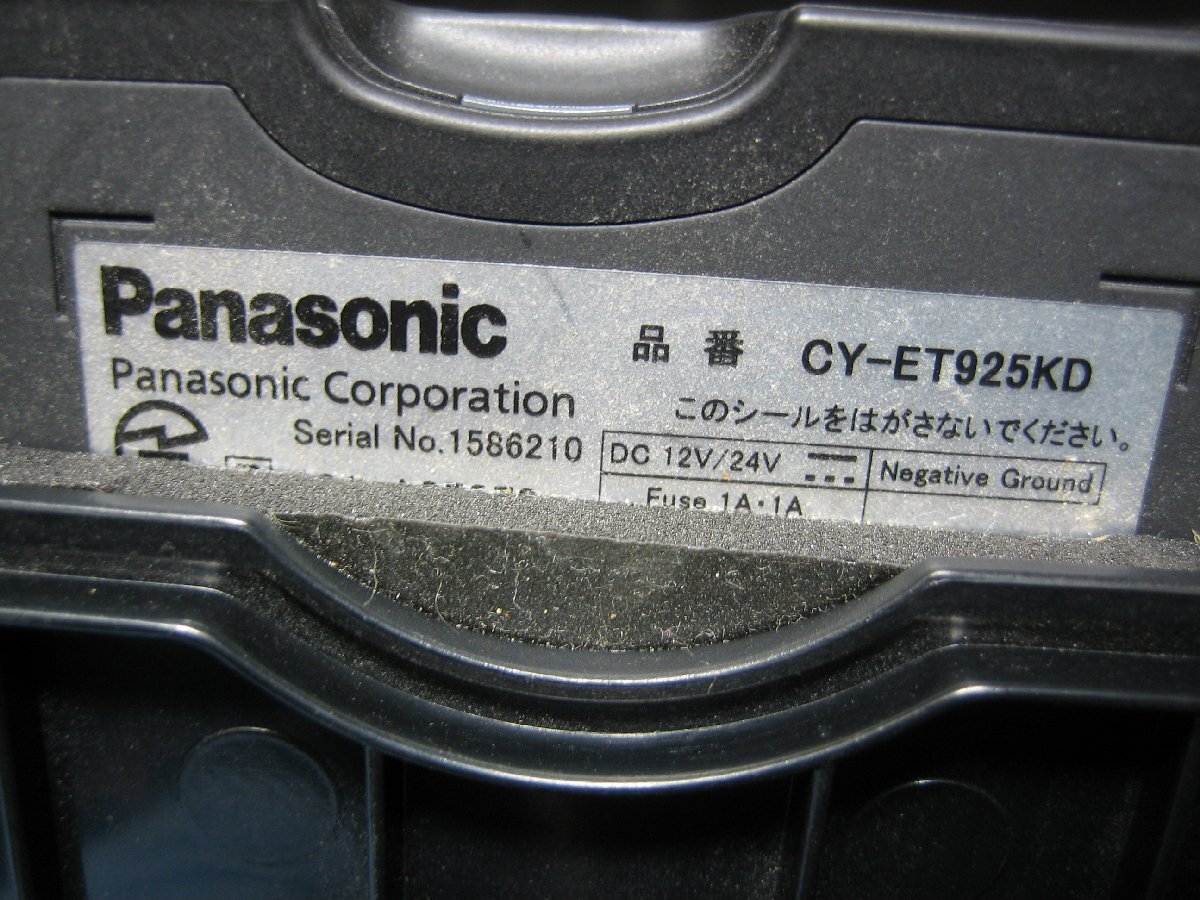 Panasonic
品番 CY-ET925KD
Panasonic Corporation
このシールをはがさないでください。
Serial No.1586210
DC 12V/24V
Negative Ground
Fuse 1A・1A